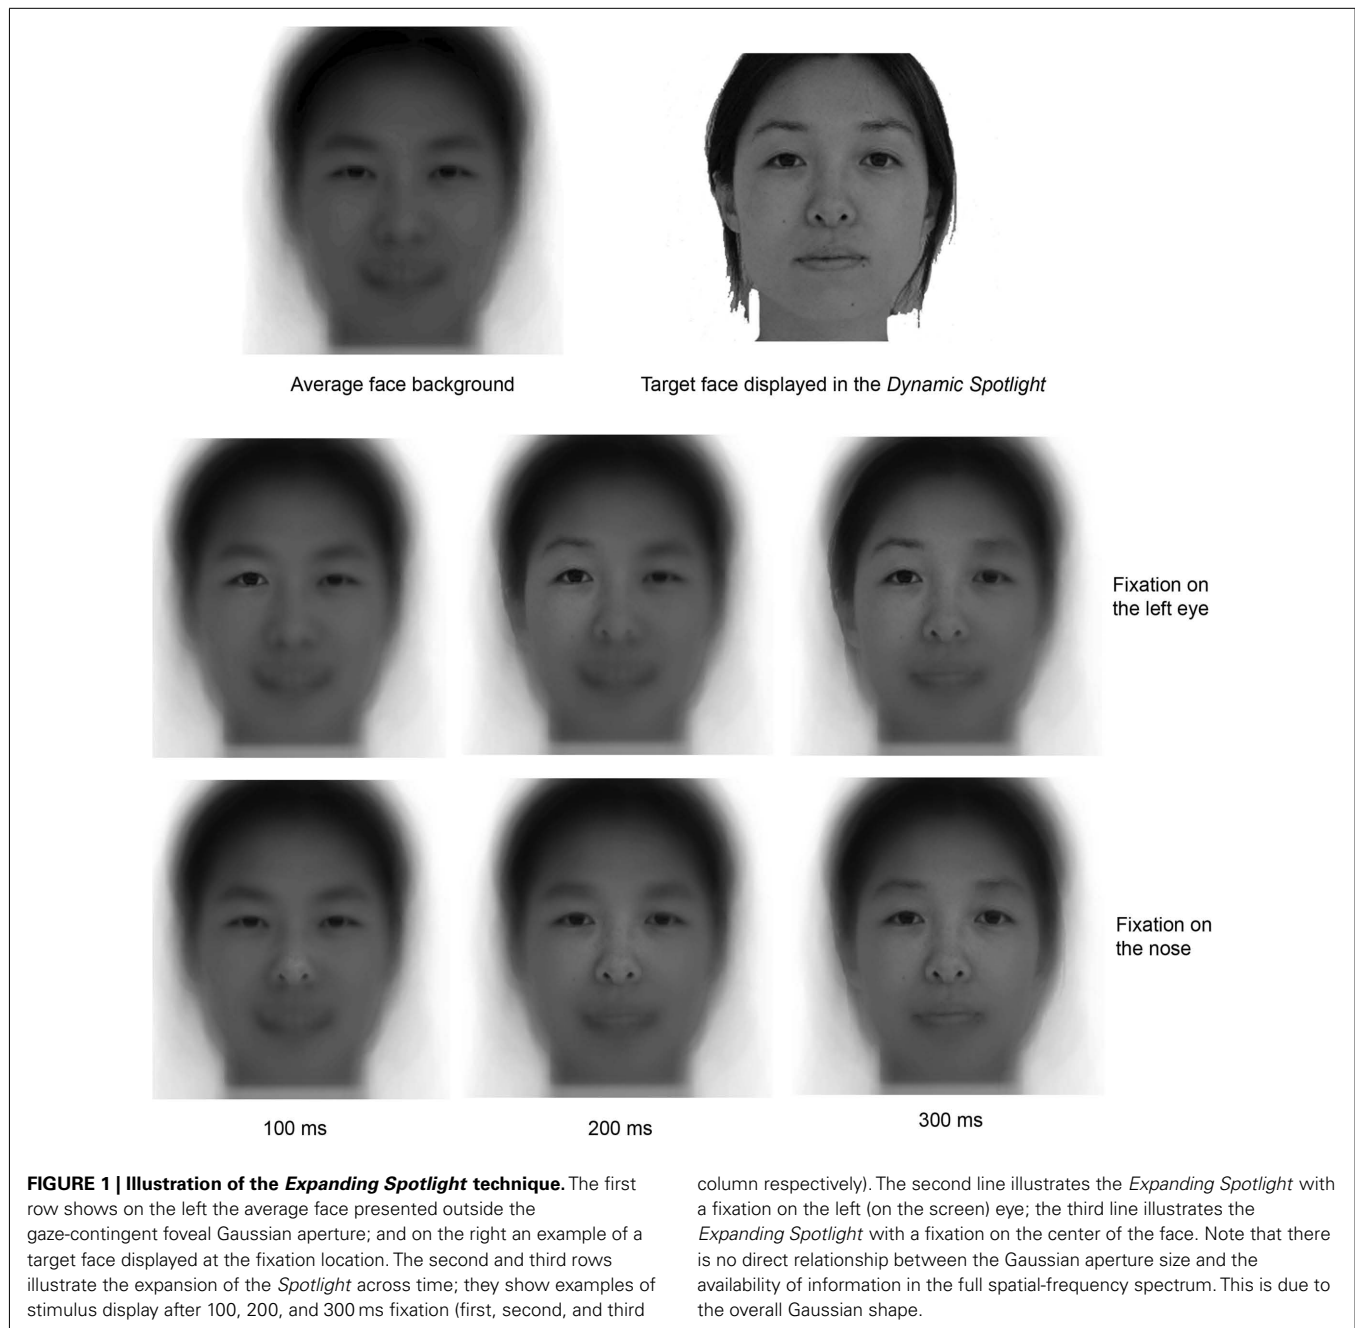 Average face background
Target face displayed in the Dynamic Spotlight
Fixation on
the left eye
Fixation on
the nose
100 ms
200 ms
300 ms
FIGURE 1 | Illustration of the Expanding Spotlight technique. The first
row shows on the left the average face presented outside the
gaze-contingent foveal Gaussian aperture; and on the right an example of a
target face displayed at the fixation location. The second and third rows
illustrate the expansion of the Spotlight across time; they show examples of
stimulus display after 100, 200, and 300 ms fixation (first, second, and third
column respectively). The second line illustrates the Expanding Spotlight with
a fixation on the left (on the screen) eye; the third line illustrates the
Expanding Spotlight with a fixation on the center of the face. Note that there
is no direct relationship between the Gaussian aperture size and the
availability of information in the full spatial-frequency spectrum. This is due to
the overall Gaussian shape.